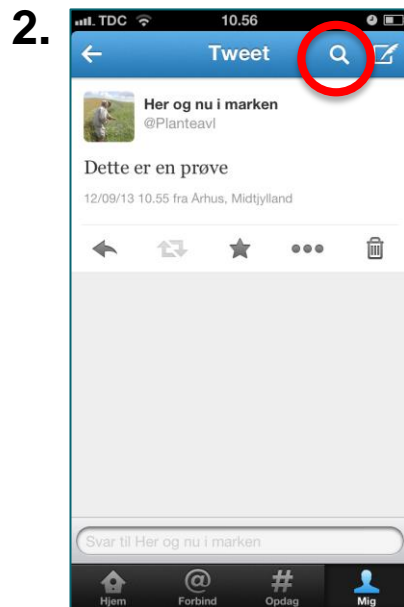 2.
TDC 10.56
Tweet
Her og nu i marken
@Planteavl
Dette er en prøve
12/09/13 10.55 fra Århus, Midtjylland
Svar til Her og nu i marken
Hjem Forbind Opdag Mig